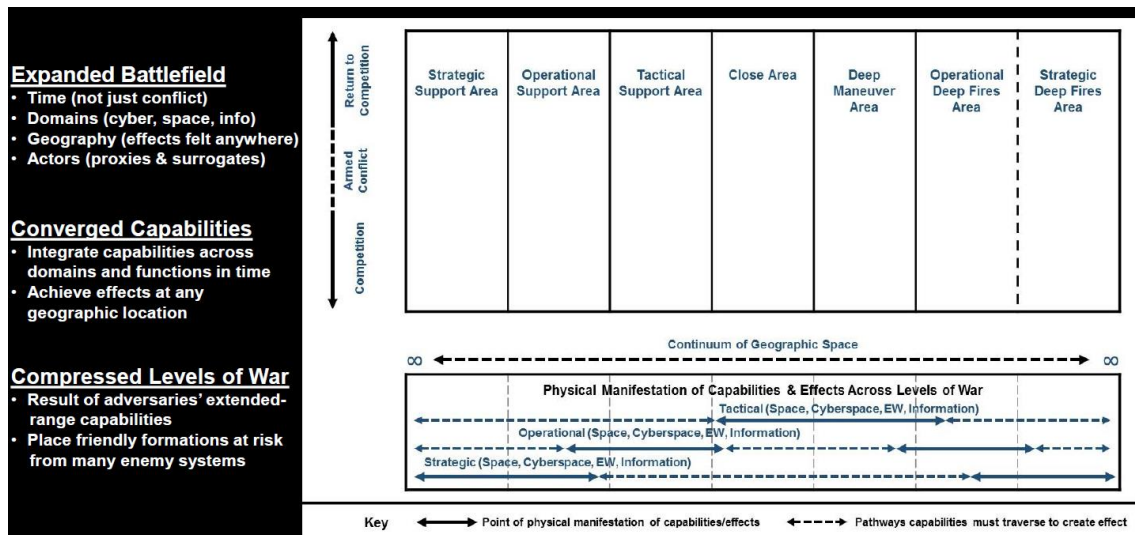 Expanded Battlefield
• Time (not just conflict)
• Domains (cyber, space, info)
• Geography (effects felt anywhere)
• Actors (proxies & surrogates)
Converged Capabilities
• Integrate capabilities across
domains and functions in time
• Achieve effects at any
geographic location
Compressed Levels of War
• Result of adversaries' extended-
range capabilities
• Place friendly formations at risk
from many enemy systems
Return to
Competition
Armed
Conflict
Competition
Strategic
Support Area
Operational
Support Area
Tactical
Support Area
Close Area
Deep
Maneuver
Area
Operational
Deep Fires
Area
Strategic
Deep Fires
Area
Continuum of Geographic Space
∞ ∞
Physical Manifestation of Capabilities & Effects Across Levels of War
Tactical (Space, Cyberspace, EW, Information)
Operational (Space, Cyberspace, EW, Information)
Strategic (Space, Cyberspace, EW, Information)
Key
Point of physical manifestation of capabilities/effects
Pathways capabilities must traverse to create effect